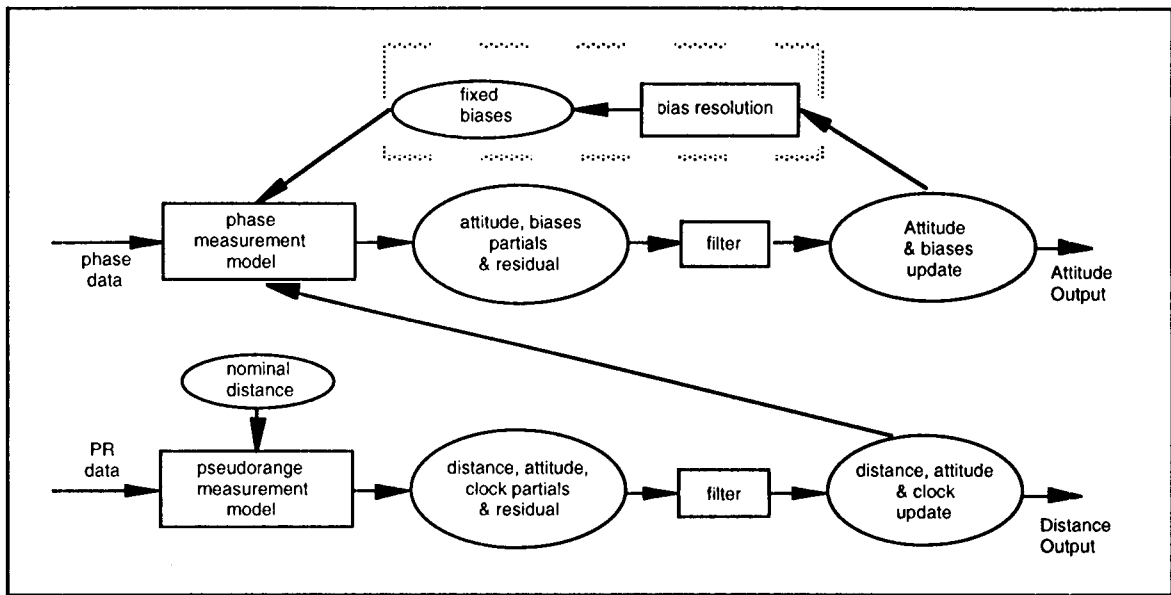 fixed
biases
bias resolution
phase
measurement
model
attitude, biases
partials
& residual
filter
Attitude
& biases
update
phase
data
Attitude
Output
nominal
distance
PR
data
pseudorange
measurement
model
distance, attitude,
clock partials
& residual
filter
distance, attitude
& clock
update
Distance
Output